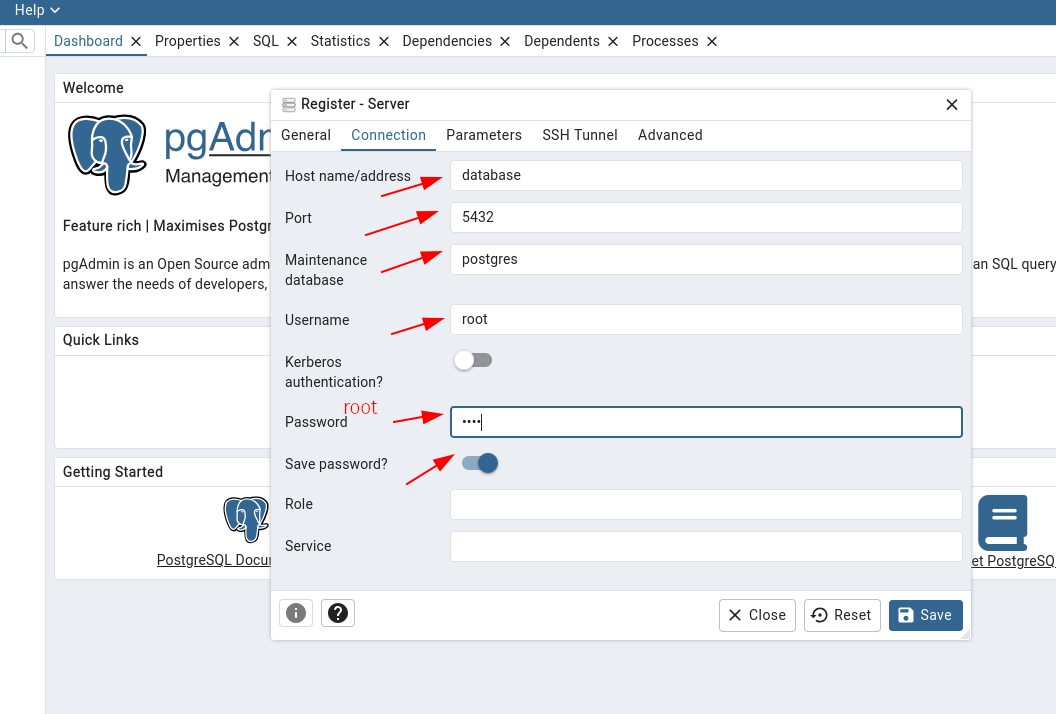 Help
Dashboard Properties SQL Statistics Dependencies Dependents Processes
Welcome
pgAdr
Management
Feature rich | Maximises Postgr
pgAdmin is an Open Source adm
answer the needs of developers,
an SQL query
Quick Links
Getting Started
PostgreSQL Docu
et PostgreSQ
Register - Server
General Connection Parameters SSH Tunnel Advanced
Host name/address database
Port 5432
Maintenance
database
postgres
Username root
Kerberos
authentication?
root
Password ••••
Save password?
Role
Service
Close Reset Save